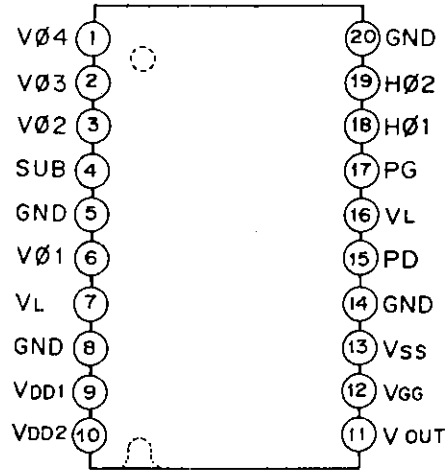 VØ4 1 20 GND
VØ3 2 19 HØ2
VØ2 3 18 HØ1
SUB 4 17 PG
GND 5 16 VL
VØ1 6 15 PD
VL 7 14 GND
GND 8 13 VSS
VDD1 9 12 VGG
VDD2 10 11 V OUT